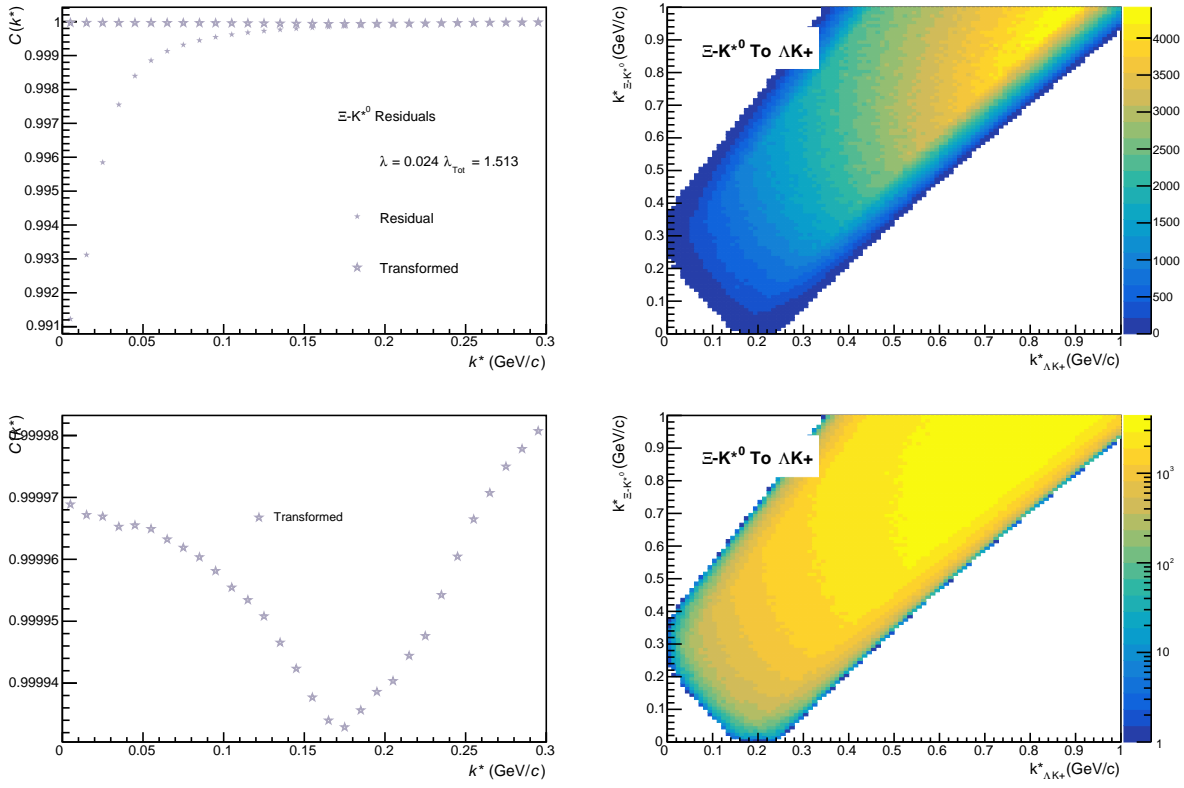 C(k*)
1
0.999
0.998
0.997
0.996
0.995
0.994
0.993
0.992
0.991
Ξ-K*⁰ Residuals
λ = 0.024 λ_Tot = 1.513
Residual
Transformed
0 0.05 0.1 0.15 0.2 0.25 0.3
k* (GeV/c)
k*_Ξ-K*⁰ (GeV/c)
Ξ-K*⁰ To ΛK+
1
0.9
0.8
0.7
0.6
0.5
0.4
0.3
0.2
0.1
0
0 0.1 0.2 0.3 0.4 0.5 0.6 0.7 0.8 0.9 1
k*_ΛK+(GeV/c)
4000
3500
3000
2500
2000
1500
1000
500
0
C(k*)
0.99998
0.99997
0.99996
0.99995
0.99994
Transformed
0 0.05 0.1 0.15 0.2 0.25 0.3
k* (GeV/c)
k*_Ξ-K*⁰ (GeV/c)
Ξ-K*⁰ To ΛK+
1
0.9
0.8
0.7
0.6
0.5
0.4
0.3
0.2
0.1
0
0 0.1 0.2 0.3 0.4 0.5 0.6 0.7 0.8 0.9 1
k*_ΛK+(GeV/c)
10³
10²
10
1